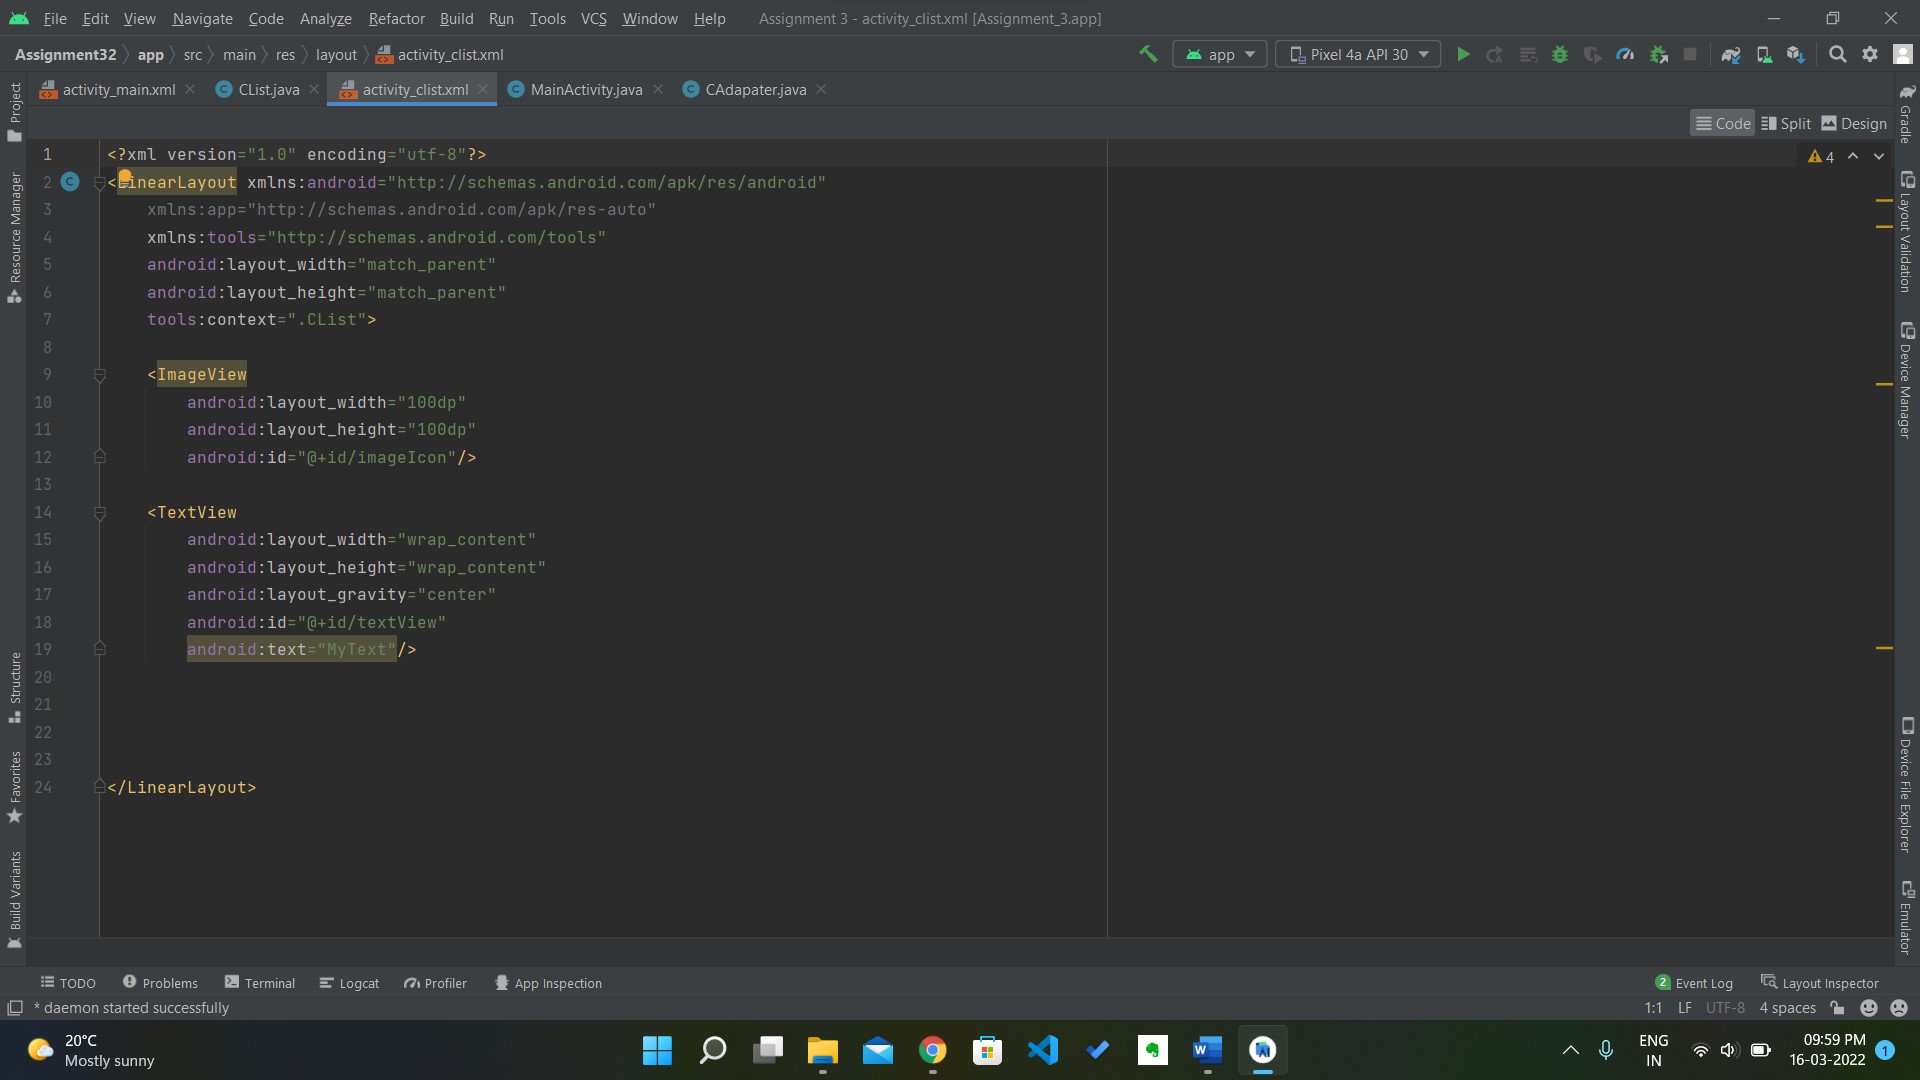 File Edit View Navigate Code Analyze Refactor Build Run Tools VCS Window Help Assignment 3 - activity_clist.xml [Assignment_3.app]
Assignment32 app src main res layout activity_clist.xml app Pixel 4a API 30
activity_main.xml CList.java activity_clist.xml MainActivity.java CAdapater.java
Code Split Design
4
1 <?xml version="1.0" encoding="utf-8"?>
2 <LinearLayout xmlns:android="http://schemas.android.com/apk/res/android"
3 xmlns:app="http://schemas.android.com/apk/res-auto"
4 xmlns:tools="http://schemas.android.com/tools"
5 android:layout_width="match_parent"
6 android:layout_height="match_parent"
7 tools:context=".CList">
8
9 <ImageView
10 android:layout_width="100dp"
11 android:layout_height="100dp"
12 android:id="@+id/imageIcon"/>
13
14 <TextView
15 android:layout_width="wrap_content"
16 android:layout_height="wrap_content"
17 android:layout_gravity="center"
18 android:id="@+id/textView"
19 android:text="MyText"/>
20
21
22
23
24 </LinearLayout>
Project
Resource Manager
Structure
Favorites
Build Variants
Gradle
Layout Validation
Device Manager
Device File Explorer
Emulator
TODO Problems Terminal Logcat Profiler App Inspection 2 Event Log Layout Inspector
* daemon started successfully 1:1 LF UTF-8 4 spaces
20°C
Mostly sunny
ENG
IN
09:59 PM
16-03-2022
1